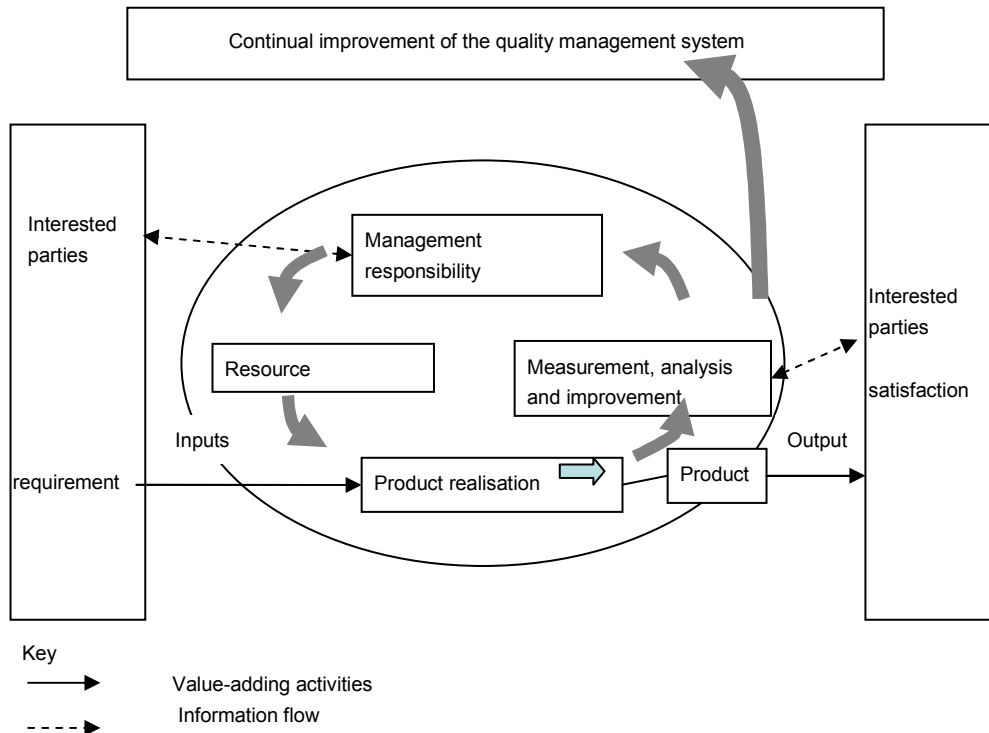 Continual improvement of the quality management system
Interested
parties
requirement
Management
responsibility
Resource
Inputs
Product realisation
Measurement, analysis
and improvement
Product
Output
Interested
parties
satisfaction
Key
Value-adding activities
Information flow